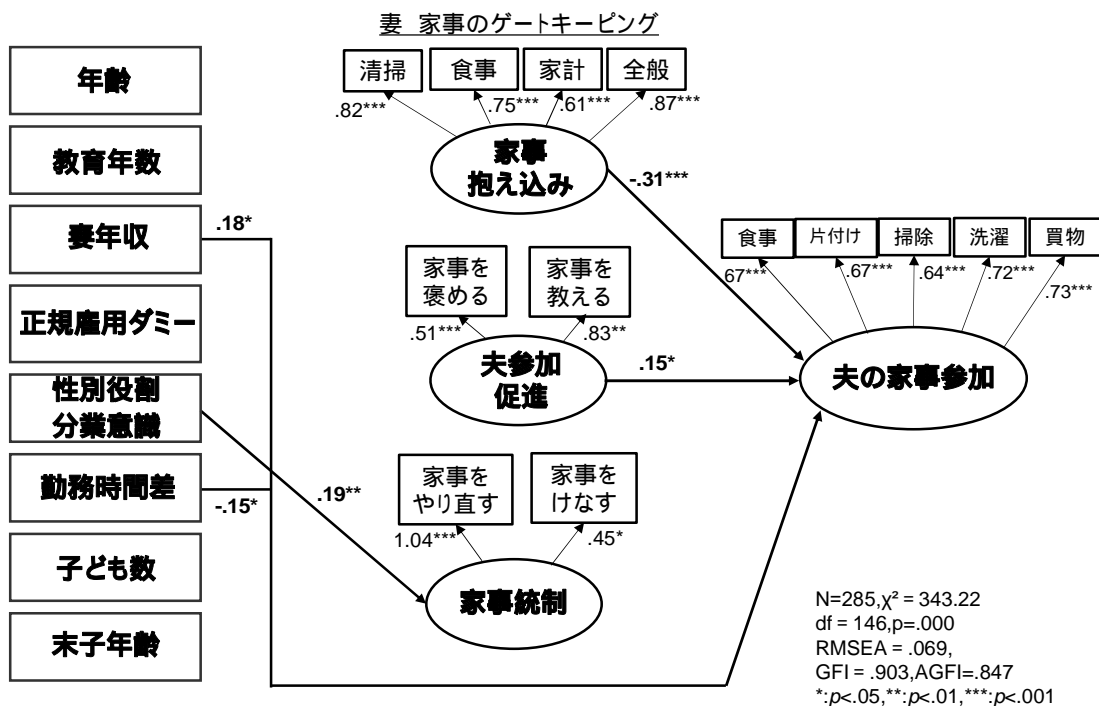 妻 家事のゲートキーピング
年齢
教育年数
妻年収
正規雇用ダミー
性別役割
分業意識
勤務時間差
子ども数
末子年齢
.18*
-.15*
.19**
清掃
食事
家計
全般
.82***
.75***
.61***
.87***
家事
抱え込み
-.31***
家事を
褒める
家事を
教える
.51***
.83**
夫参加
促進
.15*
家事を
やり直す
家事を
けなす
1.04***
.45*
家事統制
食事
片付け
掃除
洗濯
買物
67***
.67***
.64***
.72***
.73***
夫の家事参加
N=285,χ² = 343.22
df = 146,p=.000
RMSEA = .069,
GFI = .903,AGFI=.847
*:p<.05,**:p<.01,***:p<.001